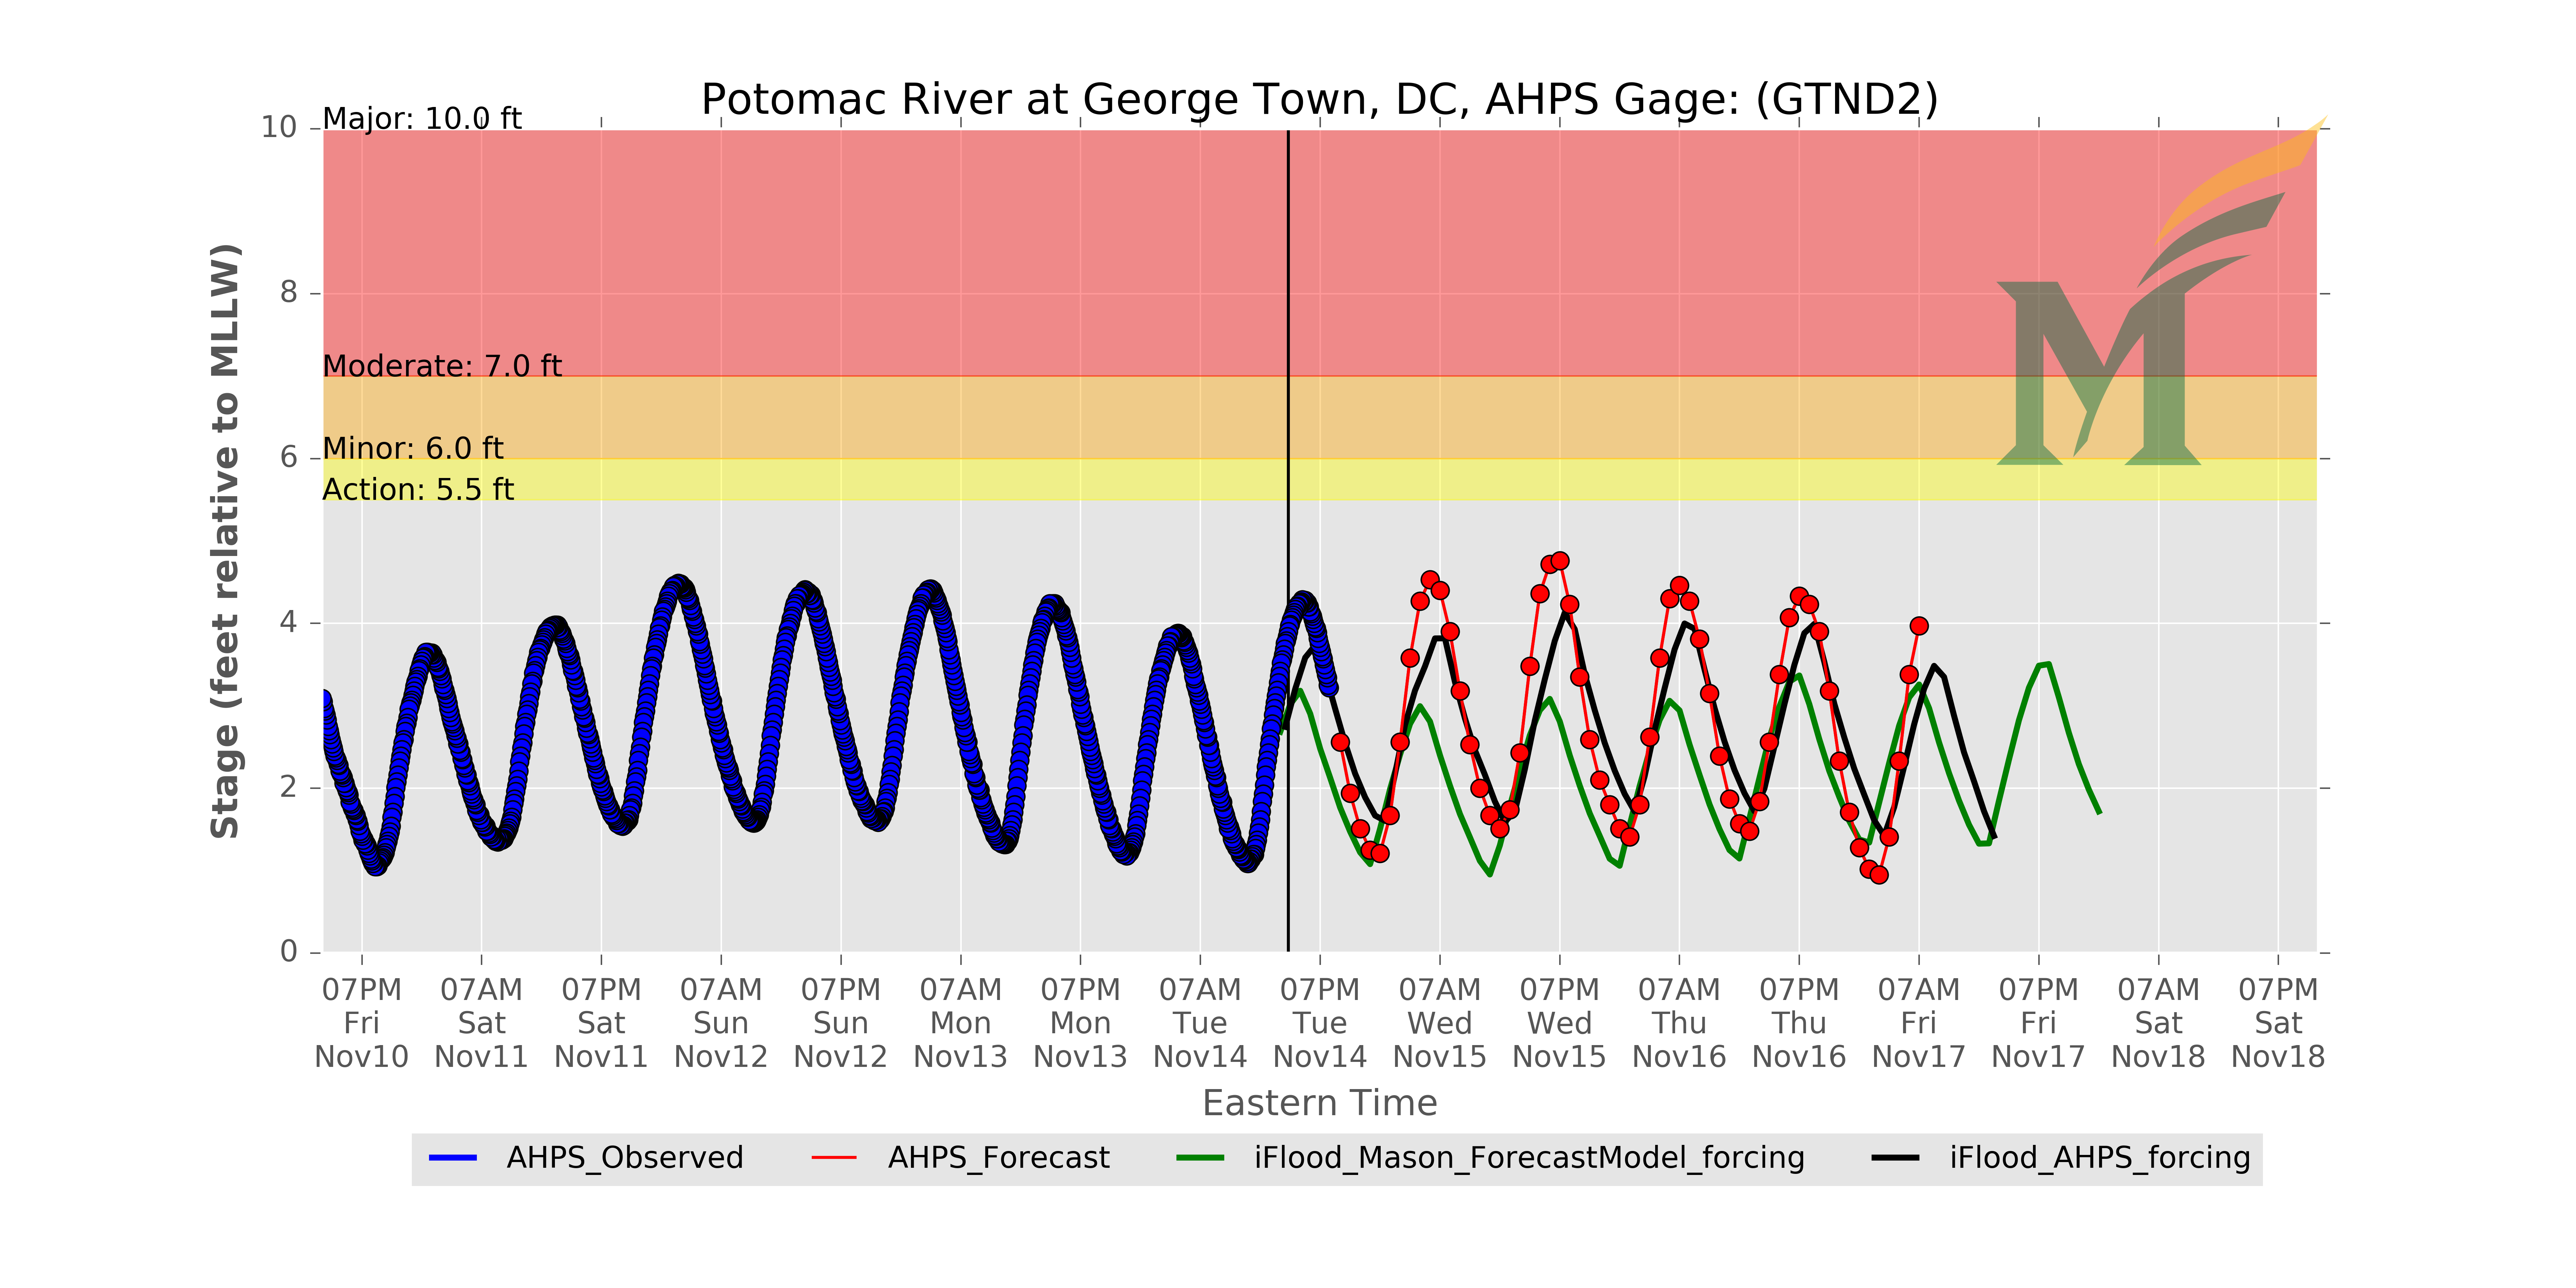 Potomac River at George Town, DC, AHPS Gage: (GTND2)
Major: 10.0 ft
Moderate: 7.0 ft
Minor: 6.0 ft
Action: 5.5 ft
10
8
6
4
2
0
Stage (feet relative to MLLW)
07PM 07AM 07PM 07AM 07PM 07AM 07PM 07AM 07PM 07AM 07PM 07AM 07PM 07AM 07PM 07AM 07PM
Fri Sat Sat Sun Sun Mon Mon Tue Tue Wed Wed Thu Thu Fri Fri Sat Sat
Nov10 Nov11 Nov11 Nov12 Nov12 Nov13 Nov13 Nov14 Nov14 Nov15 Nov15 Nov16 Nov16 Nov17 Nov17 Nov18 Nov18
Eastern Time
AHPS_Observed AHPS_Forecast iFlood_Mason_ForecastModel_forcing iFlood_AHPS_forcing